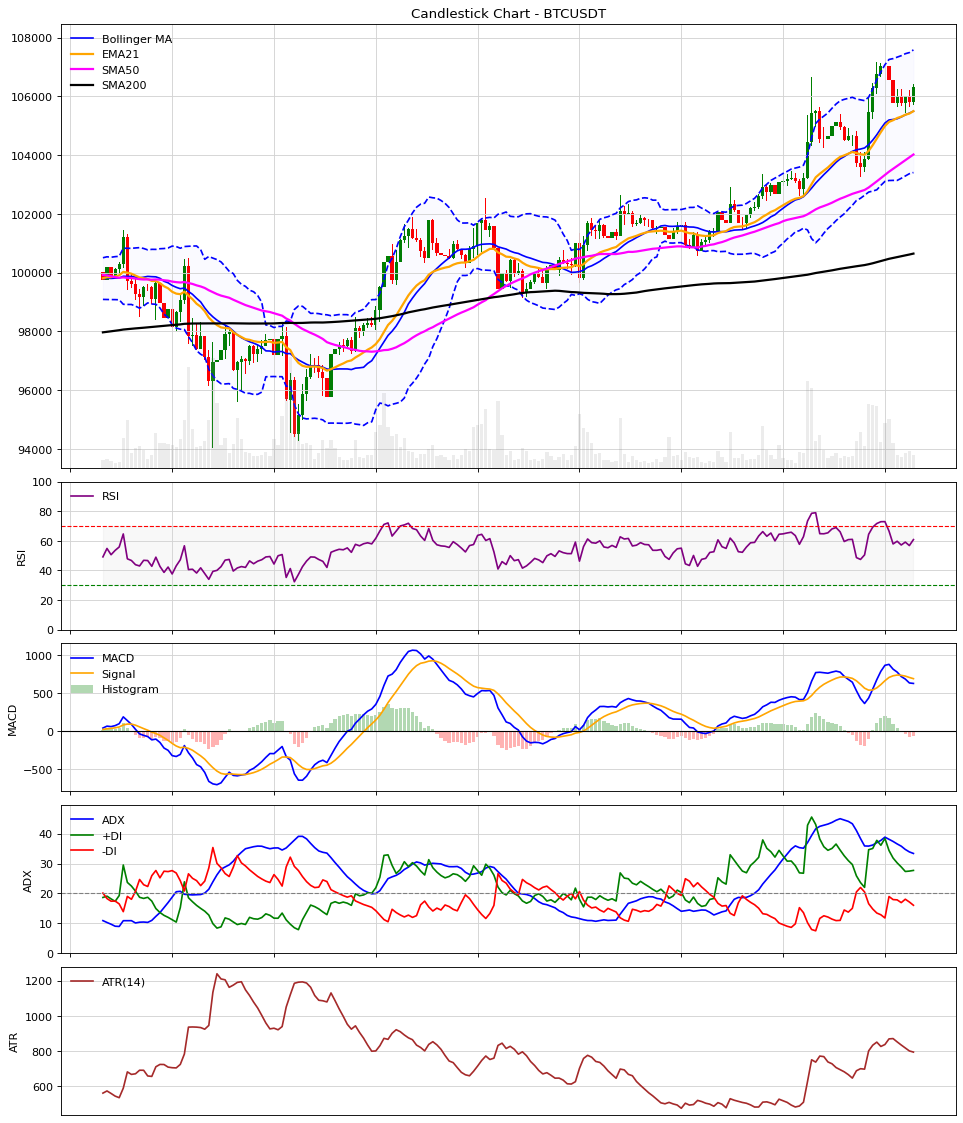 Candlestick Chart - BTCUSDT
108000
106000
104000
102000
100000
98000
96000
94000
Bollinger MA
EMA21
SMA50
SMA200
100
80
60
40
20
0
RSI
RSI
1000
500
0
−500
MACD
MACD
Signal
Histogram
40
30
20
10
0
ADX
ADX
+DI
-DI
1200
1000
800
600
ATR
ATR(14)